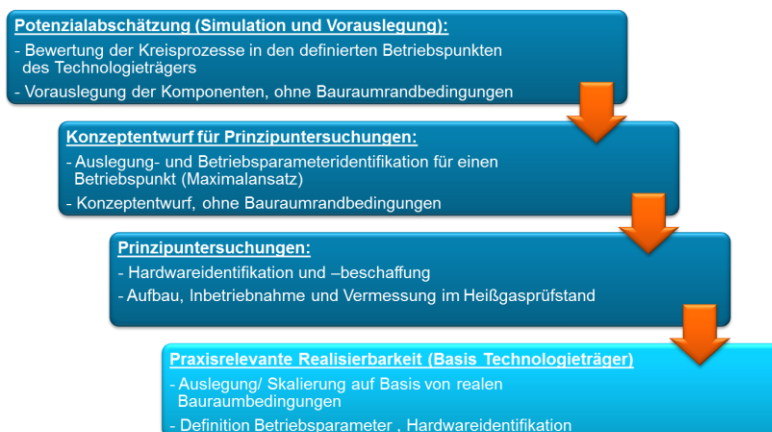 Potenzialabschätzung (Simulation und Vorauslegung):
- Bewertung der Kreisprozesse in den definierten Betriebspunkten
des Technologieträgers
- Vorauslegung der Komponenten, ohne Bauraumrandbedingungen
Konzeptentwurf für Prinzipuntersuchungen:
- Auslegung- und Betriebsparameteridentifikation für einen
Betriebspunkt (Maximalansatz)
- Konzeptentwurf, ohne Bauraumrandbedingungen
Prinzipuntersuchungen:
- Hardwareidentifikation und –beschaffung
- Aufbau, Inbetriebnahme und Vermessung im Heißgasprüfstand
Praxisrelevante Realisierbarkeit (Basis Technologieträger)
- Auslegung/ Skalierung auf Basis von realen
Bauraumbedingungen
- Definition Betriebsparameter , Hardwareidentifikation